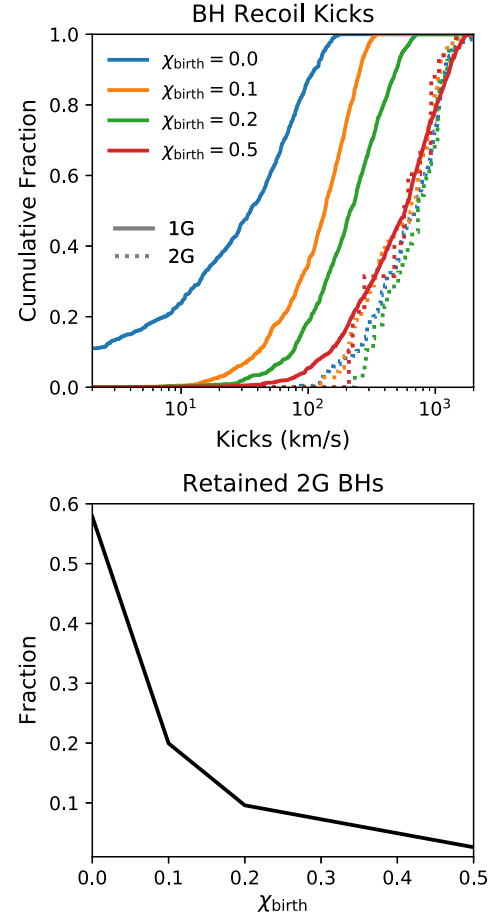 BH Recoil Kicks
1.0
0.8
0.6
0.4
0.2
0.0
Cumulative Fraction
χbirth = 0.0
χbirth = 0.1
χbirth = 0.2
χbirth = 0.5
1G
2G
10¹
10²
10³
Kicks (km/s)
Retained 2G BHs
0.6
0.5
0.4
0.3
0.2
0.1
Fraction
0.0
0.1
0.2
0.3
0.4
0.5
χbirth